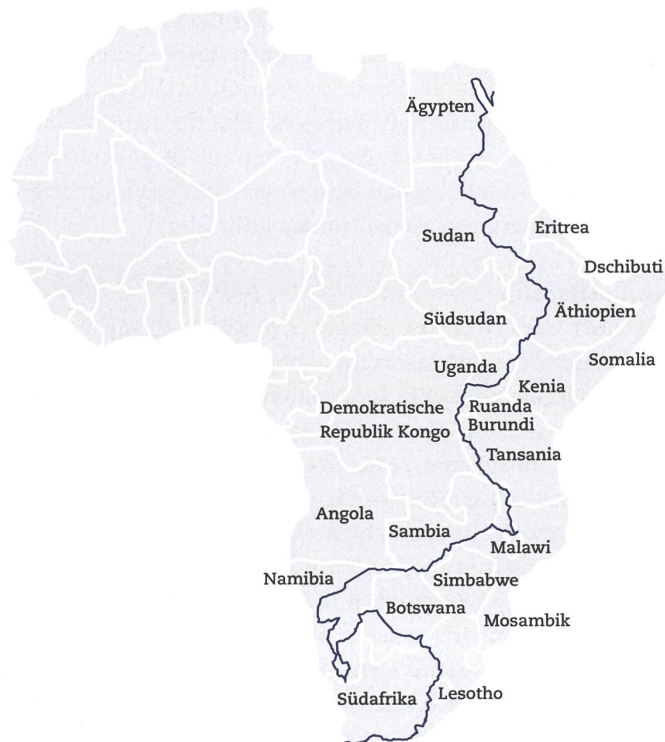 Ägypten
Eritrea
Sudan
Dschibuti
Äthiopien
Südsudan
Somalia
Uganda
Kenia
Demokratische
Republik Kongo
Ruanda
Burundi
Tansania
Angola
Sambia
Malawi
Namibia
Simbabwe
Botswana
Mosambik
Südafrika
Lesotho